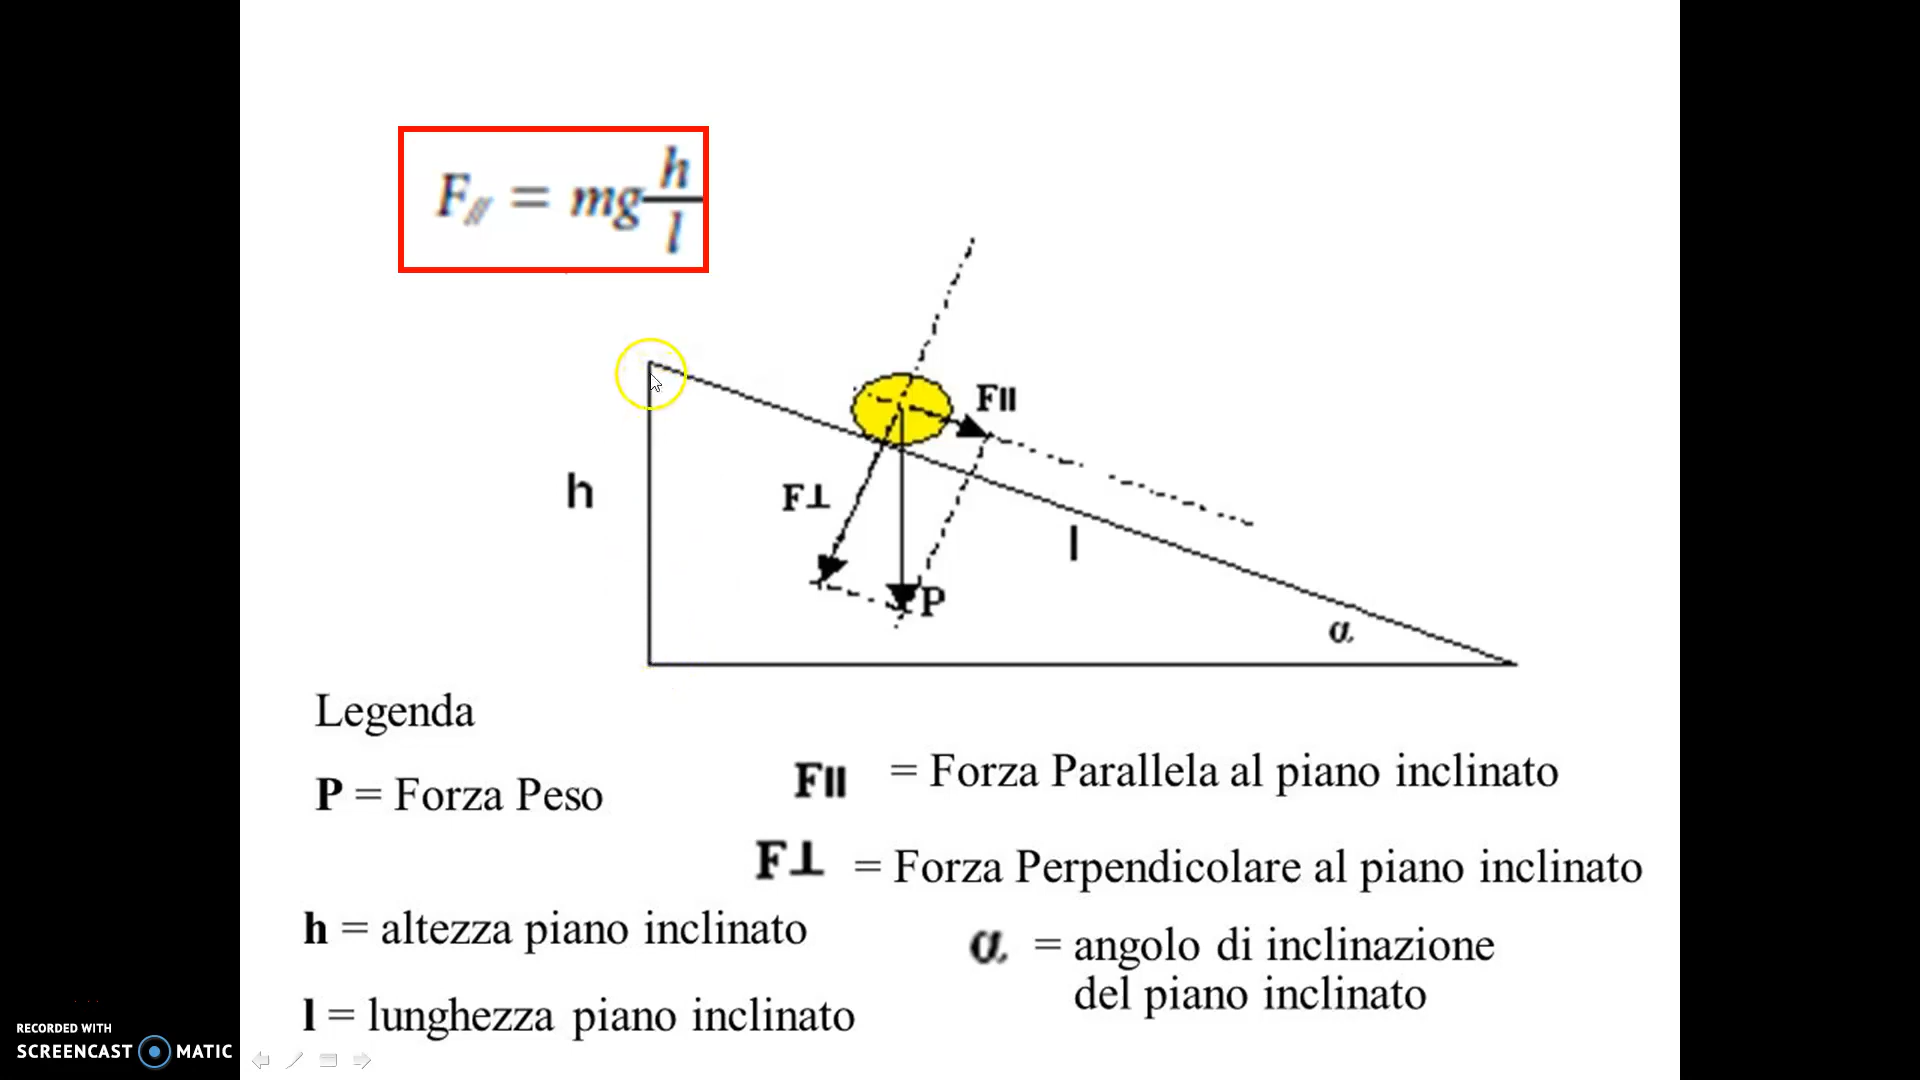 F// = mg h/l
F||
h
F⊥
l
P
α
Legenda
P = Forza Peso
F|| = Forza Parallela al piano inclinato
F⊥ = Forza Perpendicolare al piano inclinato
h = altezza piano inclinato
α = angolo di inclinazione
del piano inclinato
l = lunghezza piano inclinato
RECORDED WITH
SCREENCAST MATIC